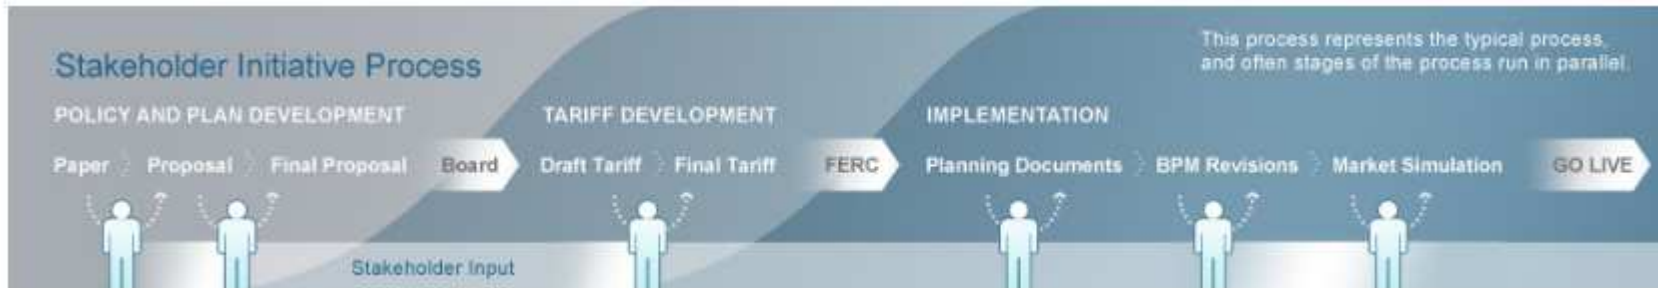 This process represents the typical process,
and often stages of the process run in parallel.
Stakeholder Initiative Process
POLICY AND PLAN DEVELOPMENT
TARIFF DEVELOPMENT
IMPLEMENTATION
Paper Proposal Final Proposal Board Draft Tariff Final Tariff FERC Planning Documents BPM Revisions Market Simulation GO LIVE
Stakeholder Input